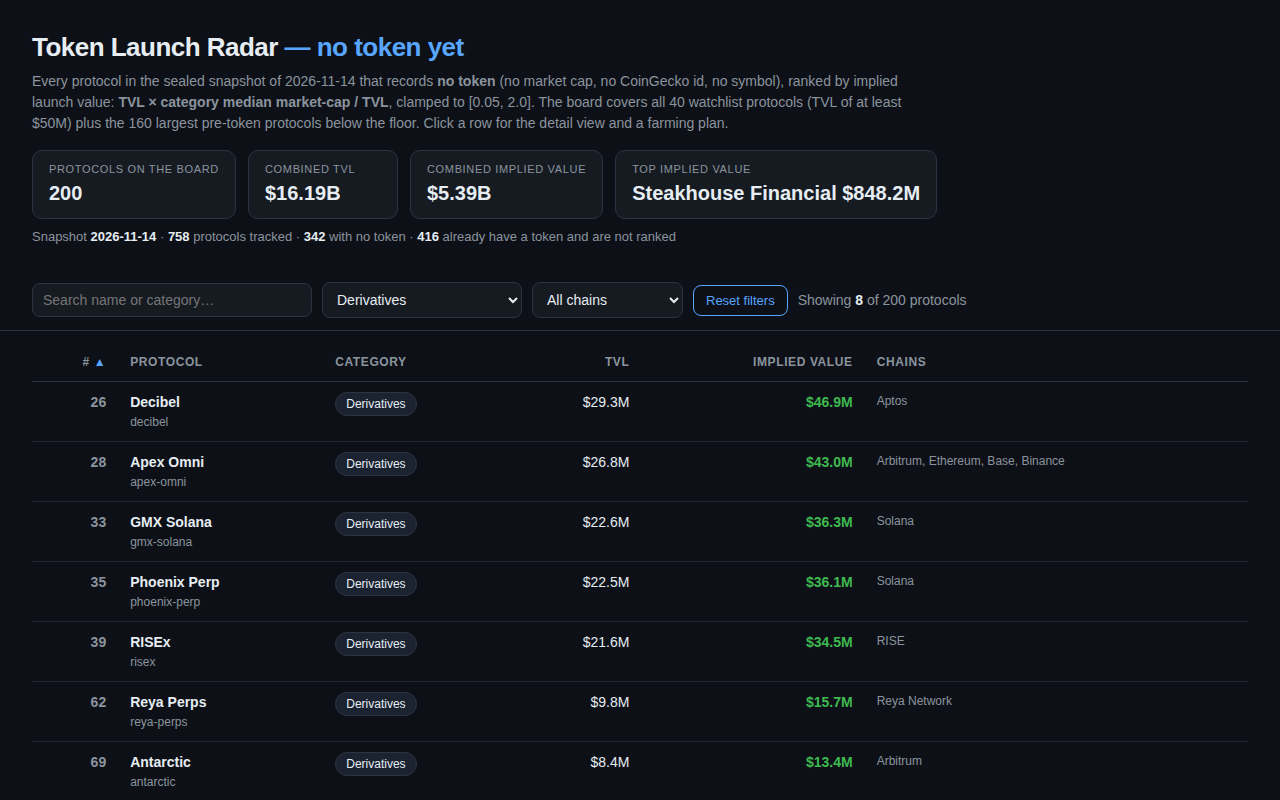 Token Launch Radar — no token yet
Every protocol in the sealed snapshot of 2026-11-14 that records no token (no market cap, no CoinGecko id, no symbol), ranked by implied
launch value: TVL × category median market-cap / TVL, clamped to [0.05, 2.0]. The board covers all 40 watchlist protocols (TVL of at least
$50M) plus the 160 largest pre-token protocols below the floor. Click a row for the detail view and a farming plan.
PROTOCOLS ON THE BOARD
200
COMBINED TVL
$16.19B
COMBINED IMPLIED VALUE
$5.39B
TOP IMPLIED VALUE
Steakhouse Financial $848.2M
Snapshot 2026-11-14 · 758 protocols tracked · 342 with no token · 416 already have a token and are not ranked
Search name or category… Derivatives All chains Reset filters Showing 8 of 200 protocols
# ▲ PROTOCOL CATEGORY TVL IMPLIED VALUE CHAINS
26 Decibel Derivatives $29.3M $46.9M Aptos
decibel
28 Apex Omni Derivatives $26.8M $43.0M Arbitrum, Ethereum, Base, Binance
apex-omni
33 GMX Solana Derivatives $22.6M $36.3M Solana
gmx-solana
35 Phoenix Perp Derivatives $22.5M $36.1M Solana
phoenix-perp
39 RISEx Derivatives $21.6M $34.5M RISE
risex
62 Reya Perps Derivatives $9.8M $15.7M Reya Network
reya-perps
69 Antarctic Derivatives $8.4M $13.4M Arbitrum
antarctic